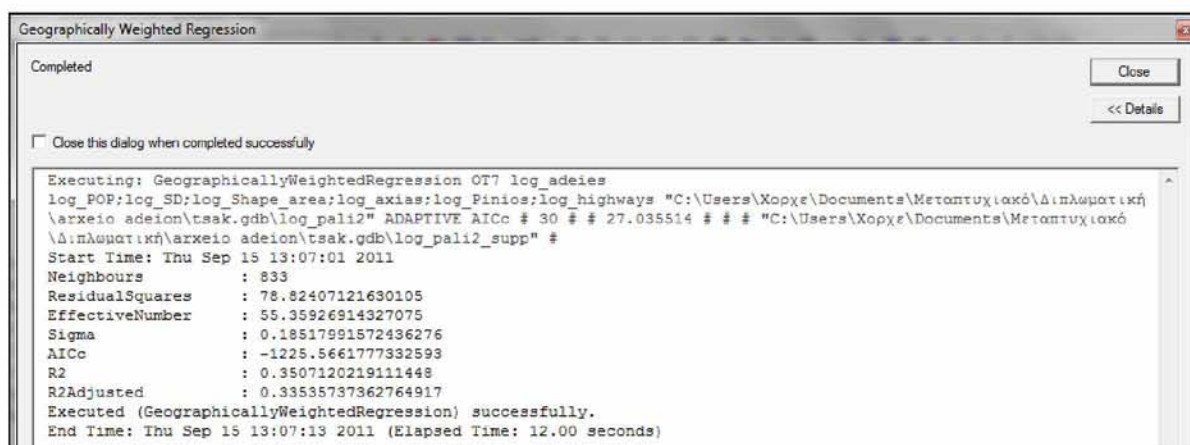 Geographically Weighted Regression
Completed
Close
<< Details
Close this dialog when completed successfully
Executing: GeographicallyWeightedRegression OT7 log_adeies
log_POP;log_SD;log_Shape_area;log_axias;log_Pinios;log_highways "C:\Users\Χορχε\Documents\Μεταπτυχιακό\Διπλωματική
\arxeio adeion\tsak.gdb\log_pali2" ADAPTIVE AICc # 30 # # 27.035514 # # # "C:\Users\Χορχε\Documents\Μεταπτυχιακό
\Διπλωματική\arxeio adeion\tsak.gdb\log_pali2_supp" #
Start Time: Thu Sep 15 13:07:01 2011
Neighbours : 833
ResidualSquares : 78.82407121630105
EffectiveNumber : 55.35926914327075
Sigma : 0.18517991572436276
AICc : -1225.5661777332593
R2 : 0.3507120219111448
R2Adjusted : 0.33535737362764917
Executed (GeographicallyWeightedRegression) successfully.
End Time: Thu Sep 15 13:07:13 2011 (Elapsed Time: 12.00 seconds)